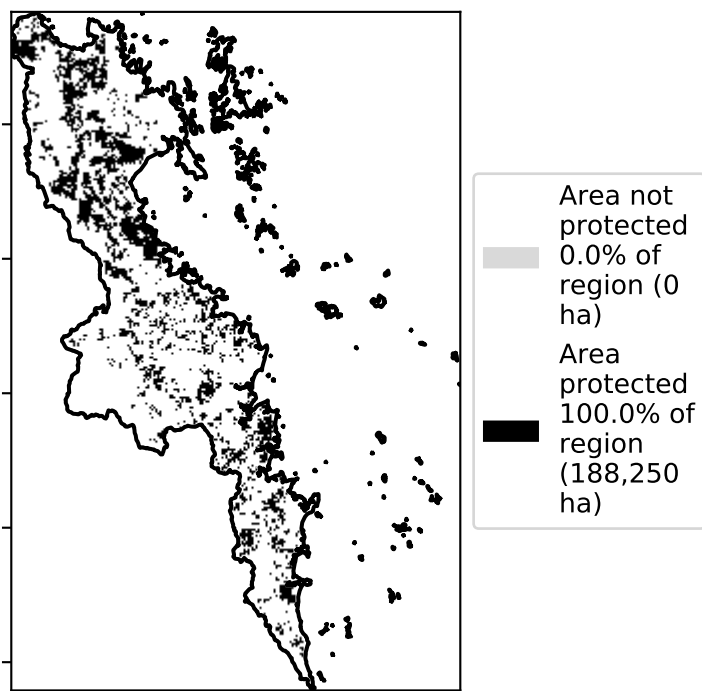 Area not
protected
0.0% of
region (0
ha)
Area
protected
100.0% of
region
(188,250
ha)